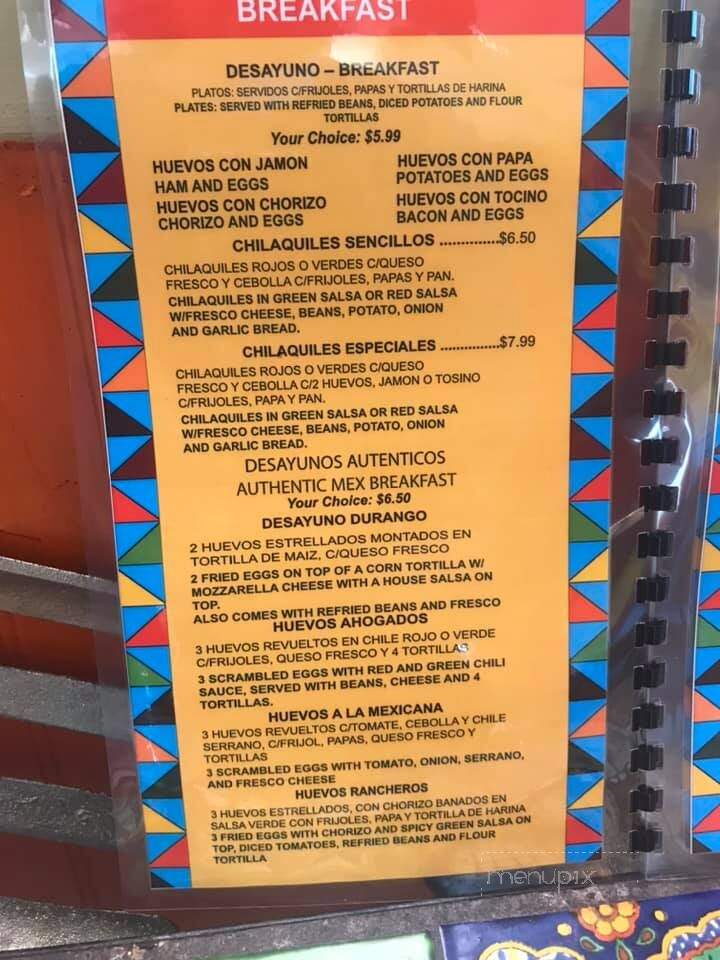 BREAKFAST
DESAYUNO – BREAKFAST
PLATOS: SERVIDOS C/FRIJOLES, PAPAS Y TORTILLAS DE HARINA
PLATES: SERVED WITH REFRIED BEANS, DICED POTATOES AND FLOUR
TORTILLAS
Your Choice: $5.99
HUEVOS CON JAMON
HAM AND EGGS
HUEVOS CON CHORIZO
CHORIZO AND EGGS
HUEVOS CON PAPA
POTATOES AND EGGS
HUEVOS CON TOCINO
BACON AND EGGS
CHILAQUILES SENCILLOS ...............$6.50
CHILAQUILES ROJOS O VERDES C/QUESO
FRESCO Y CEBOLLA C/FRIJOLES, PAPAS Y PAN.
CHILAQUILES IN GREEN SALSA OR RED SALSA
W/FRESCO CHEESE, BEANS, POTATO, ONION
AND GARLIC BREAD.
CHILAQUILES ESPECIALES ...............$7.99
CHILAQUILES ROJOS O VERDES C/QUESO
FRESCO Y CEBOLLA C/2 HUEVOS, JAMON O TOSINO
C/FRIJOLES, PAPA Y PAN.
CHILAQUILES IN GREEN SALSA OR RED SALSA
W/FRESCO CHEESE, BEANS, POTATO, ONION
AND GARLIC BREAD.
DESAYUNOS AUTENTICOS
AUTHENTIC MEX BREAKFAST
Your Choice: $6.50
DESAYUNO DURANGO
2 HUEVOS ESTRELLADOS MONTADOS EN
TORTILLA DE MAIZ, C/QUESO FRESCO
2 FRIED EGGS ON TOP OF A CORN TORTILLA W/
MOZZARELLA CHEESE WITH A HOUSE SALSA ON
TOP.
ALSO COMES WITH REFRIED BEANS AND FRESCO
HUEVOS AHOGADOS
3 HUEVOS REVUELTOS EN CHILE ROJO O VERDE
C/FRIJOLES, QUESO FRESCO Y 4 TORTILLAS
3 SCRAMBLED EGGS WITH RED AND GREEN CHILI
SAUCE, SERVED WITH BEANS, CHEESE AND 4
TORTILLAS.
HUEVOS A LA MEXICANA
3 HUEVOS REVUELTOS C/TOMATE, CEBOLLA Y CHILE
SERRANO, C/FRIJOL, PAPAS, QUESO FRESCO Y
TORTILLAS
3 SCRAMBLED EGGS WITH TOMATO, ONION, SERRANO,
AND FRESCO CHEESE
HUEVOS RANCHEROS
3 HUEVOS ESTRELLADOS, CON CHORIZO BANADOS EN
SALSA VERDE CON FRIJOLES, PAPA Y TORTILLA DE HARINA
3 FRIED EGGS WITH CHORIZO AND SPICY GREEN SALSA ON
TOP, DICED TOMATOES, REFRIED BEANS AND FLOUR
TORTILLA
menupix